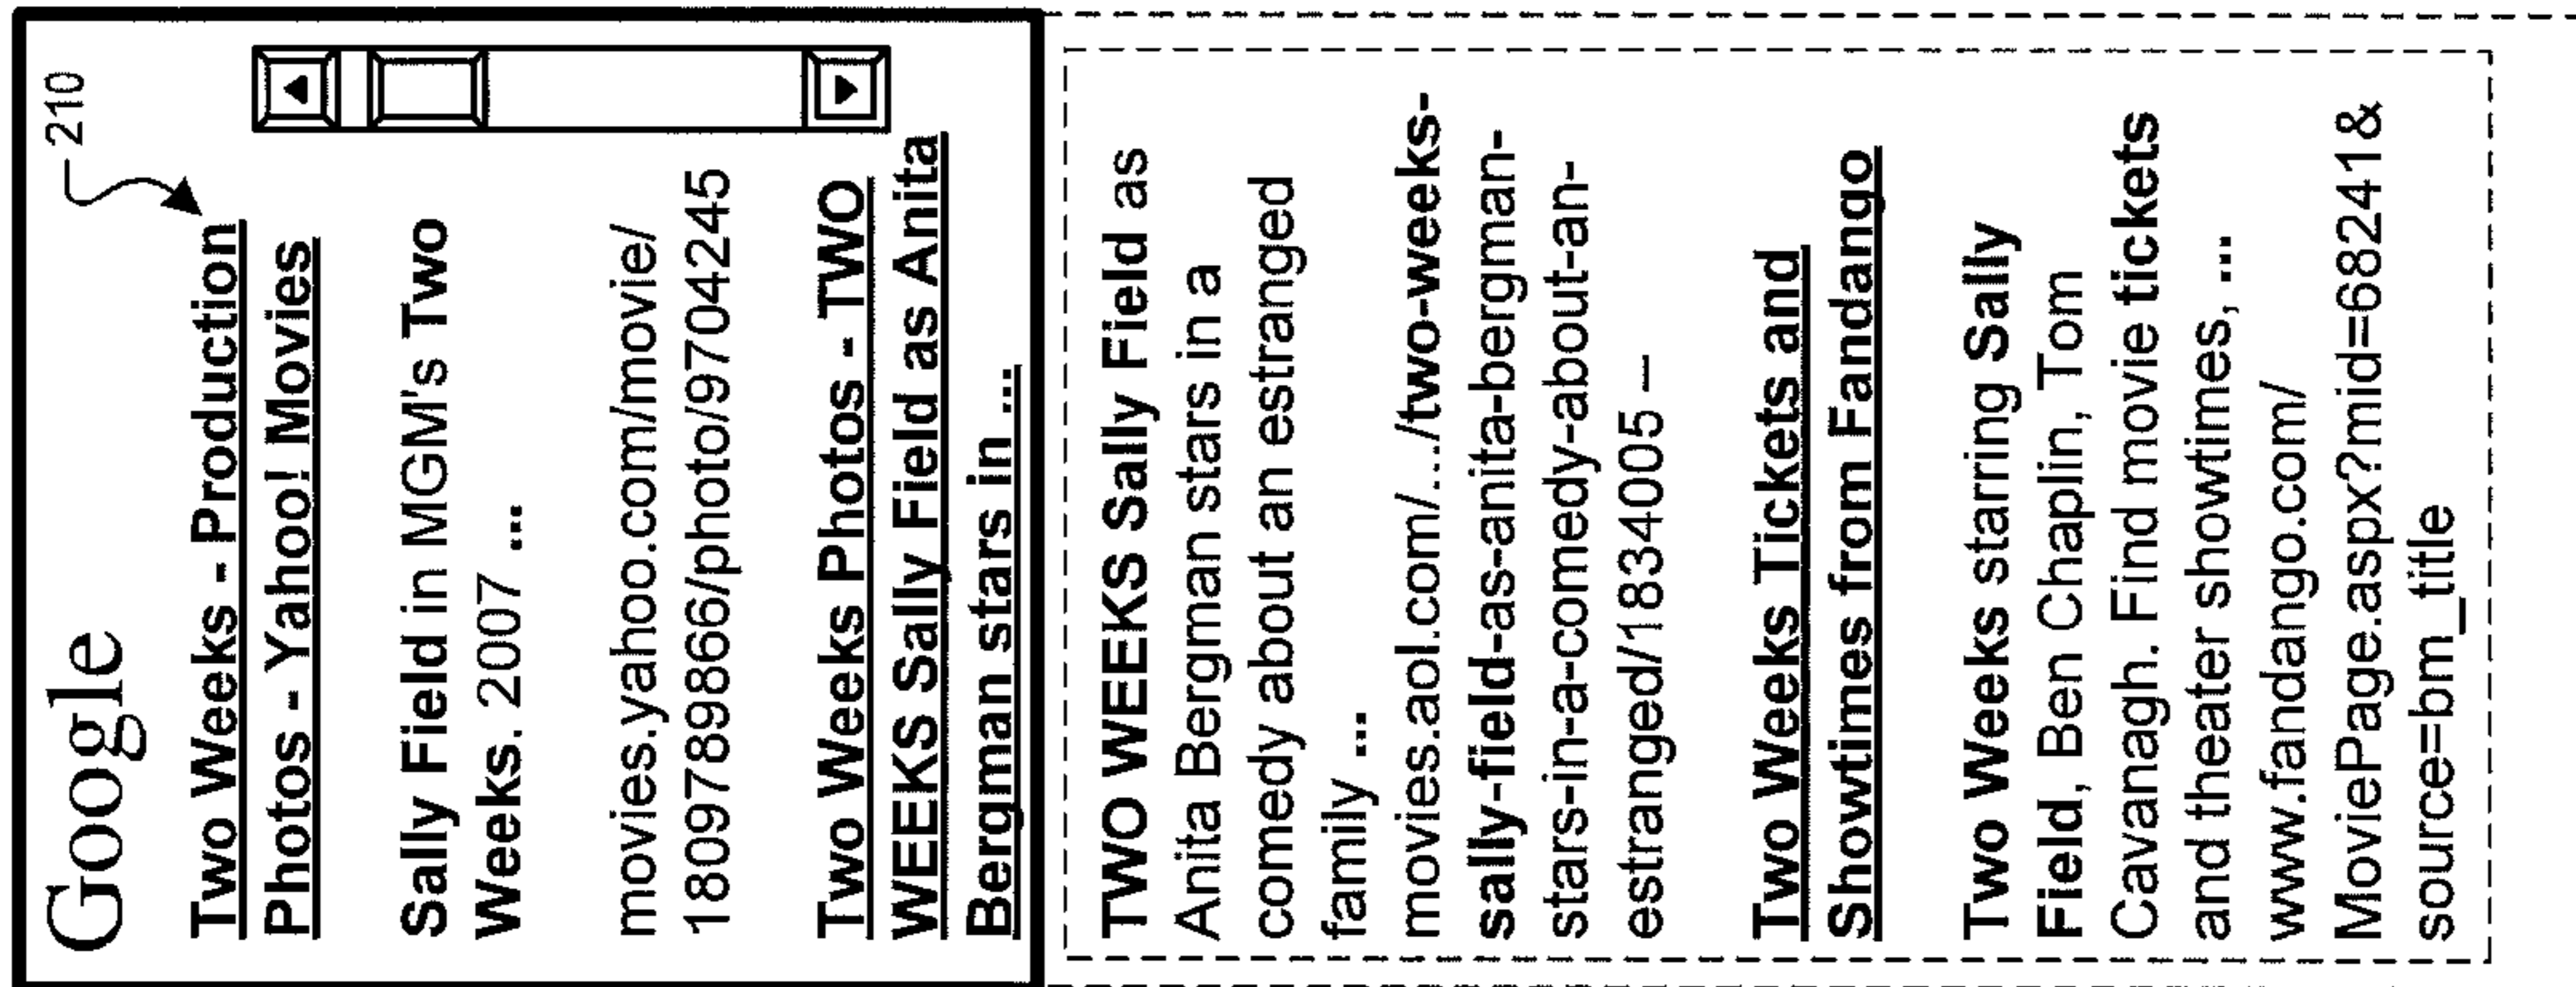 Google
210
Two Weeks - Production
Photos - Yahoo! Movies
Sally Field in MGM's Two
Weeks. 2007 ...
movies.yahoo.com/movie/
1809789866/photo/9704245
Two Weeks Photos - TWO
WEEKS Sally Field as Anita
Bergman stars in ...
TWO WEEKS Sally Field as
Anita Bergman stars in a
comedy about an estranged
family ...
movies.aol.com/.../two-weeks-
sally-field-as-anita-bergman-
stars-in-a-comedy-about-an-
estranged/1834005 –
Two Weeks Tickets and
Showtimes from Fandango
Two Weeks starring Sally
Field, Ben Chaplin, Tom
Cavanagh. Find movie tickets
and theater showtimes, ...
www.fandango.com/
MoviePage.aspx?mid=68241&
source=bm_title